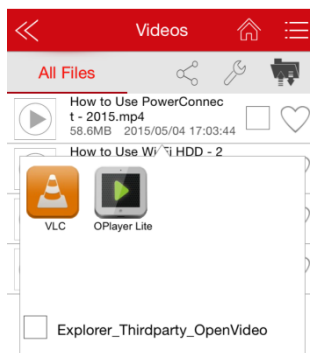 Videos
All Files
How to Use PowerConnec
t - 2015.mp4
58.6MB 2015/05/04 17:03:44
How to Use Wi HDD - 2
VLC
OPlayer Lite
Explorer_Thirdparty_OpenVideo